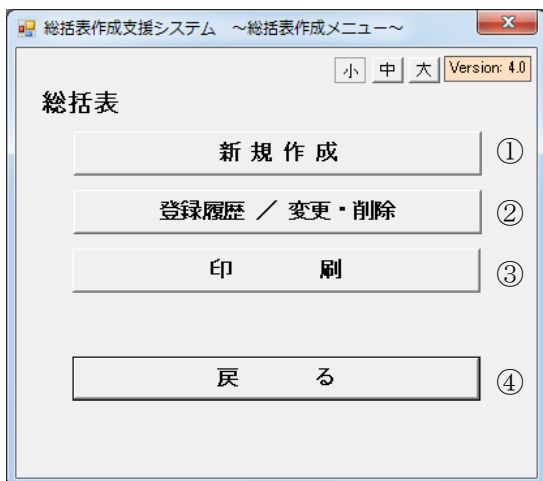 総括表作成支援システム ～総括表作成メニュー～
小 中 大 Version: 4.0
総括表
新 規 作 成 ①
登録履歴 ／ 変更・削除 ②
印 刷 ③
戻 る ④